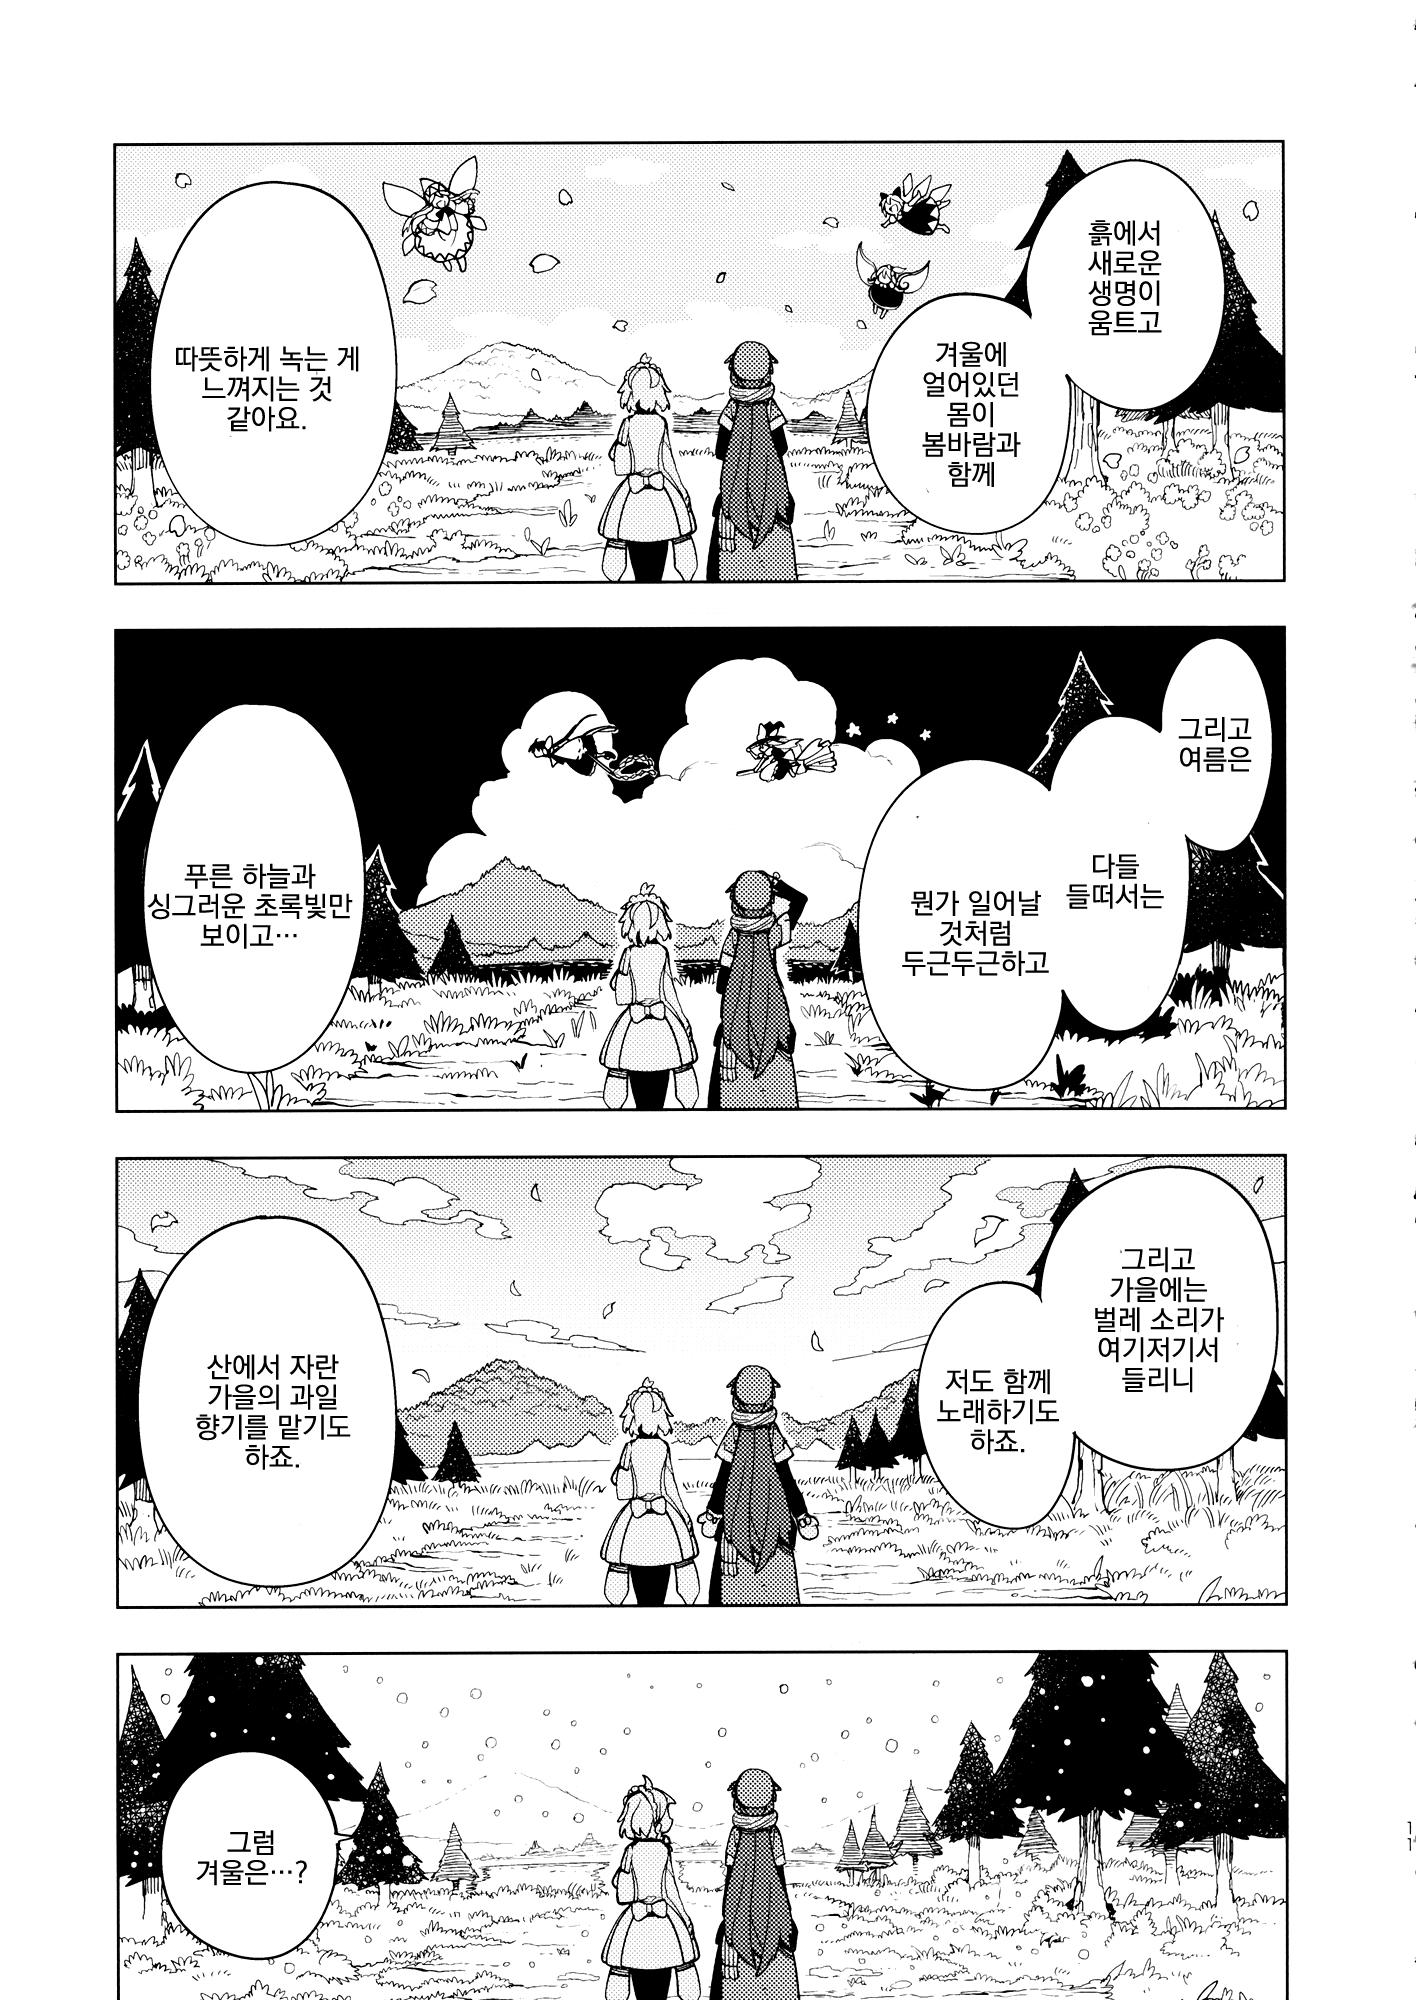 흙에서
새로운
생명이
움트고
겨울에
얼어있던
몸이
봄바람과
함께
따뜻하게 녹는 게
느껴지는 것
같아요.
그리고
여름은
다들
들떠서는
뭔가 일어날
것처럼
두근두근하고
푸른 하늘과
싱그러운 초록빛만
보이고…
그리고
가을에는
벌레 소리가
여기저기서
들리니
저도 함께
노래하기도
하죠.
산에서 자란
가을의 과일
향기를 맡기도
하죠.
그럼
겨울은…?
11